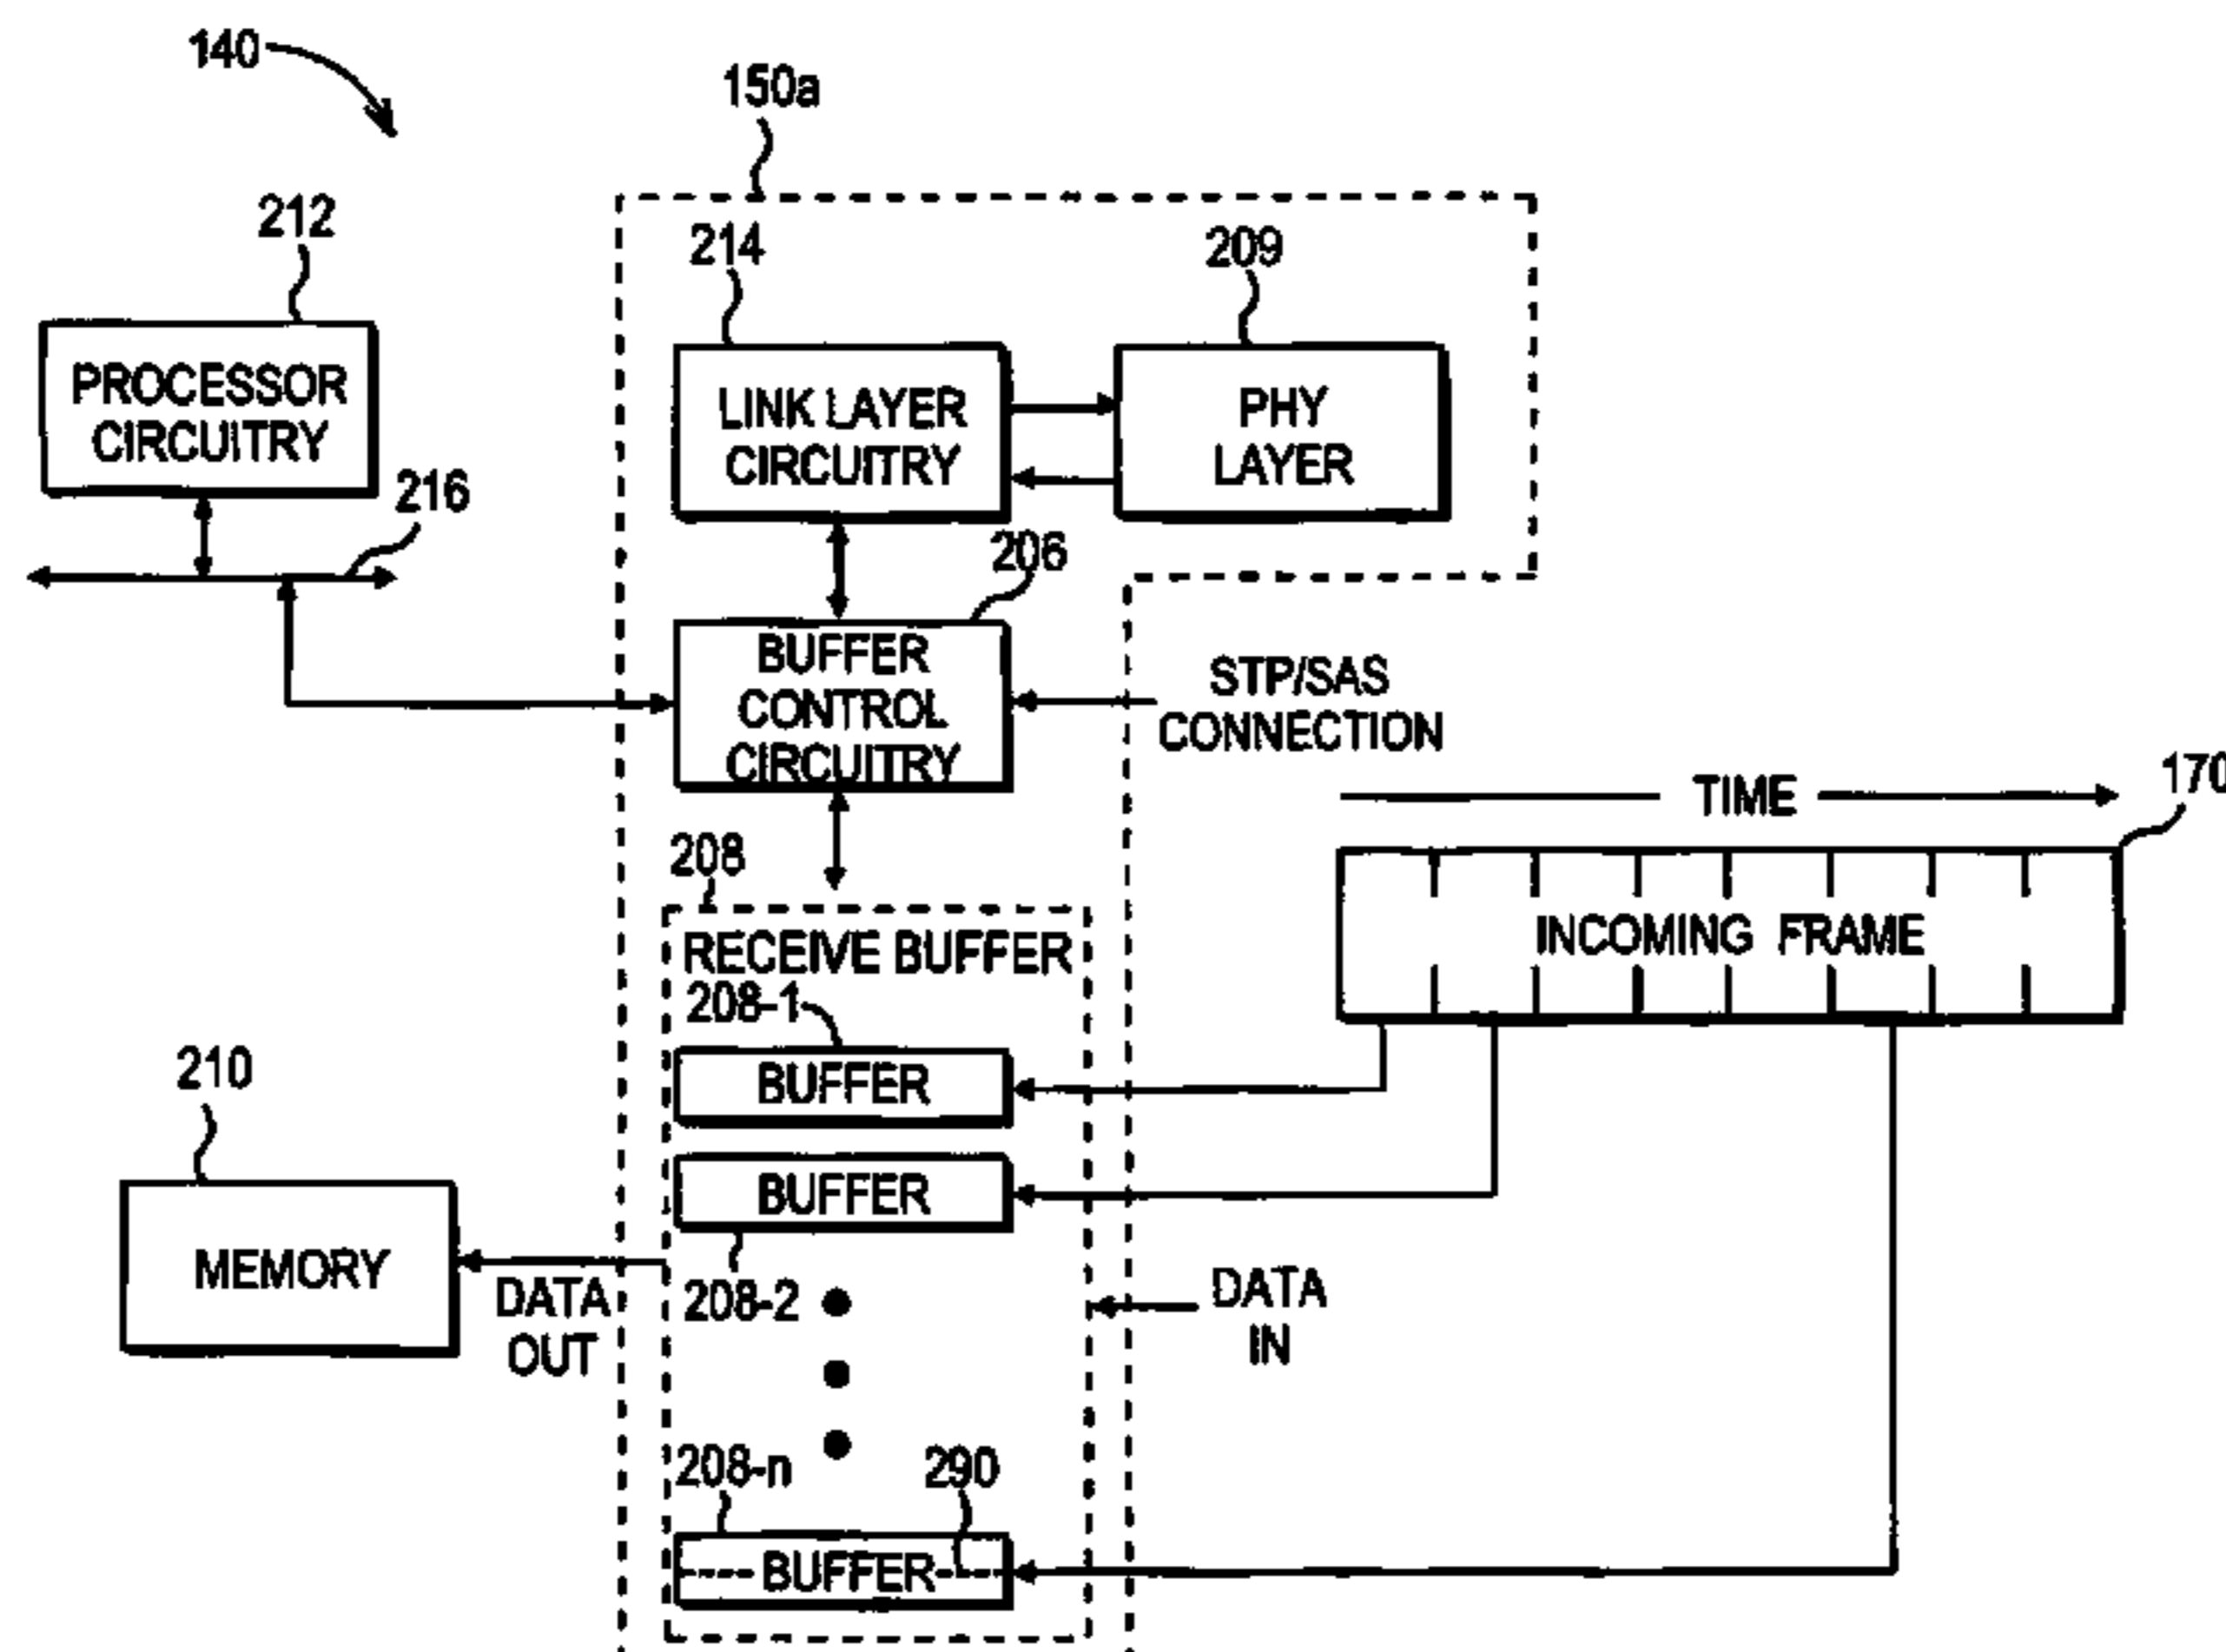 140
150a
212
214
209
PROCESSOR
CIRCUITRY
LINK LAYER
CIRCUITRY
PHY
LAYER
216
206
BUFFER
CONTROL
CIRCUITRY
STP/SAS
CONNECTION
TIME
170
208
RECEIVE BUFFER
INCOMING FRAME
208-1
BUFFER
210
BUFFER
MEMORY
DATA
OUT
208-2
DATA
IN
208-n
290
BUFFER